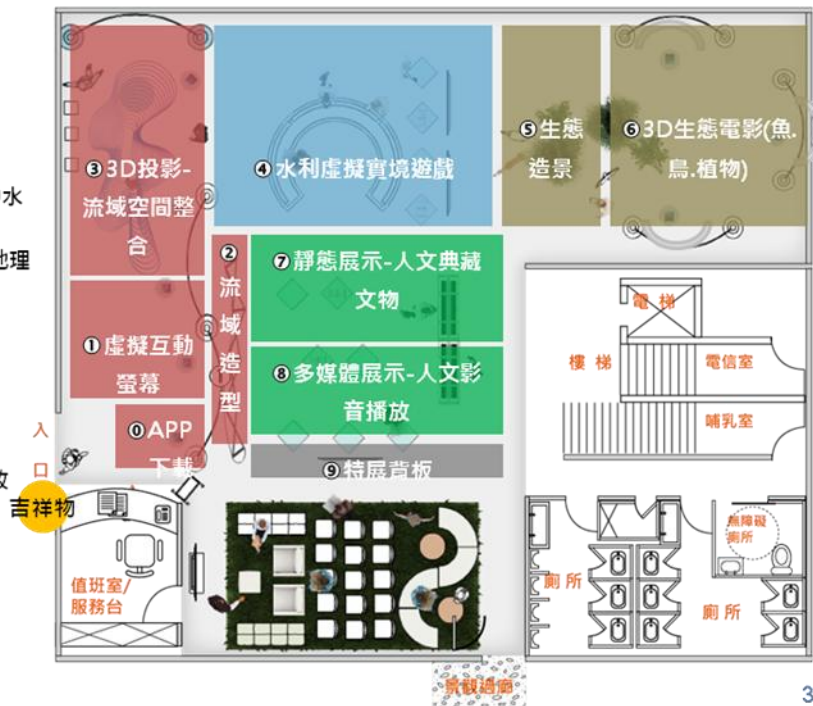 水
地理
攵
③3D投影-
流域空間整
合
④水利虛擬實境遊戲
⑤生態
造景
⑥3D生態電影(魚.
鳥.植物)
②
流
域
造
型
⑦靜態展示-人文典藏
文物
①虛擬互動
螢幕
⑧多媒體展示-人文影
音播放
⓪APP
下載
⑨特展背板
入
口
吉祥物
值班室/
服務台
電梯
樓梯
電信室
哺乳室
無障礙
廁所
廁所
廁所
景觀過廊
3